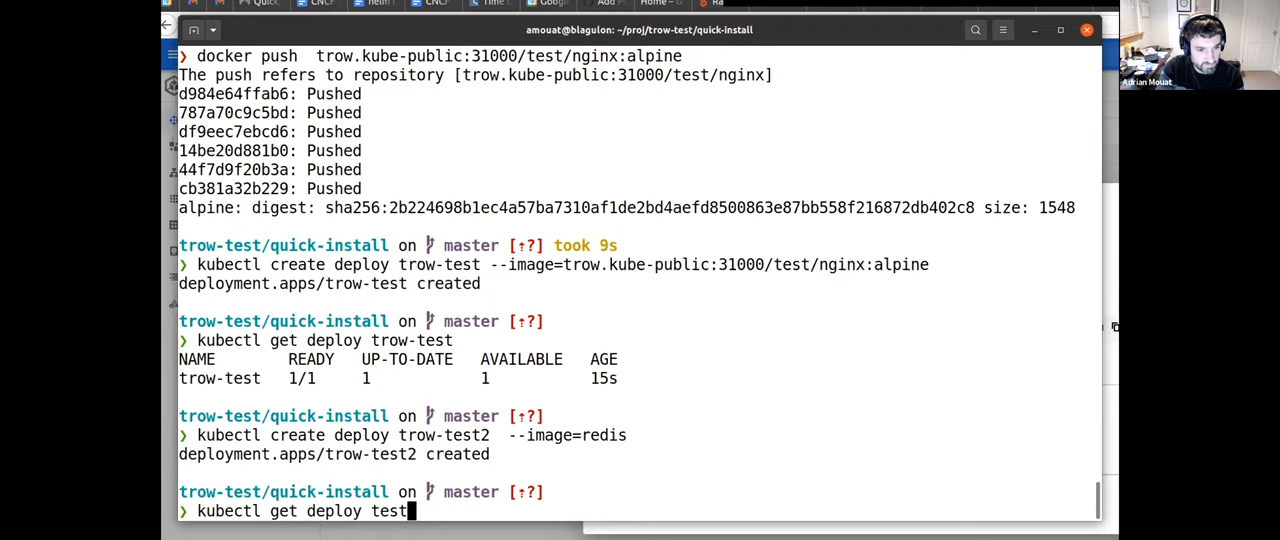 amouat@blagulon: ~/proj/trow-test/quick-install
❯ docker push  trow.kube-public:31000/test/nginx:alpine
The push refers to repository [trow.kube-public:31000/test/nginx]
d984e64ffab6: Pushed
787a70c9c5bd: Pushed
df9eec7ebcd6: Pushed
14be20d881b0: Pushed
44f7d9f20b3a: Pushed
cb381a32b229: Pushed
alpine: digest: sha256:2b224698b1ec4a57ba7310af1de2bd4aefd8500863e87bb558f216872db402c8 size: 1548
trow-test/quick-install on master [⇡?] took 9s
❯ kubectl create deploy trow-test --image=trow.kube-public:31000/test/nginx:alpine
deployment.apps/trow-test created
trow-test/quick-install on master [⇡?]
❯ kubectl get deploy trow-test
NAME READY UP-TO-DATE AVAILABLE AGE
trow-test 1/1 1 1 15s
trow-test/quick-install on master [⇡?]
❯ kubectl create deploy trow-test2  --image=redis
deployment.apps/trow-test2 created
trow-test/quick-install on master [⇡?]
❯ kubectl get deploy test
Adrian Mouat